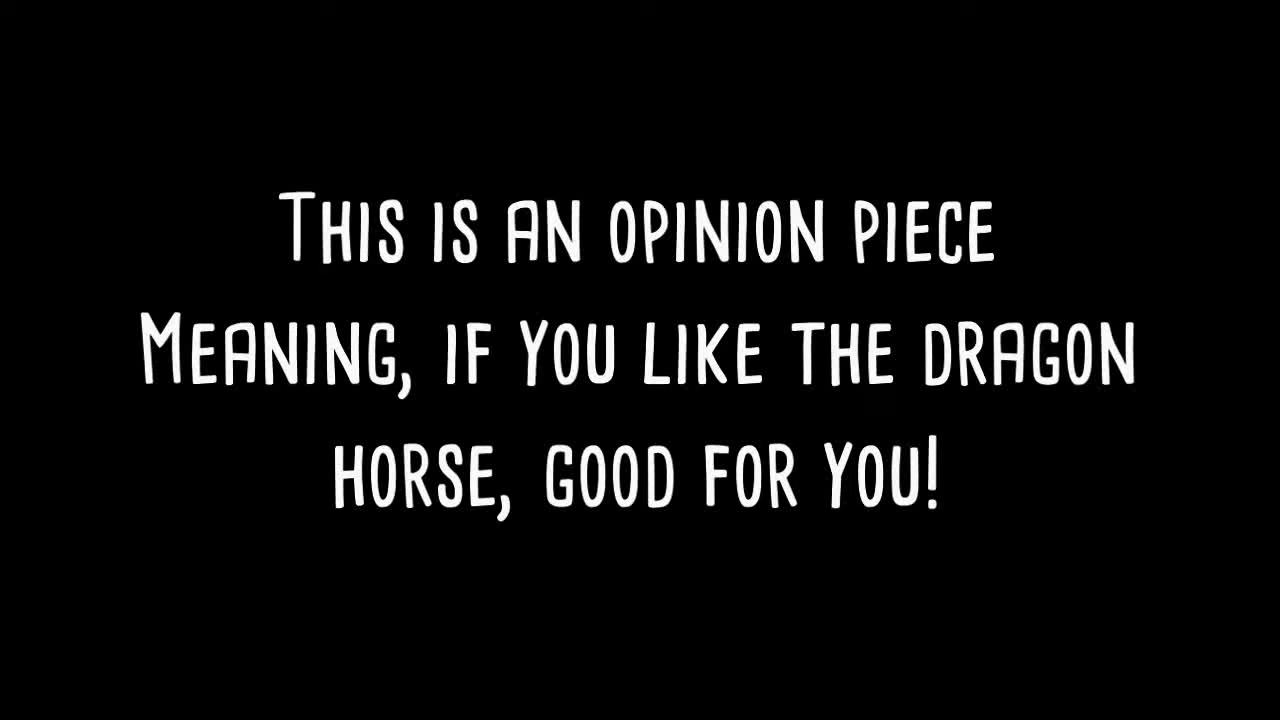 This is an opinion piece
Meaning, if you like the dragon
horse, good for you!